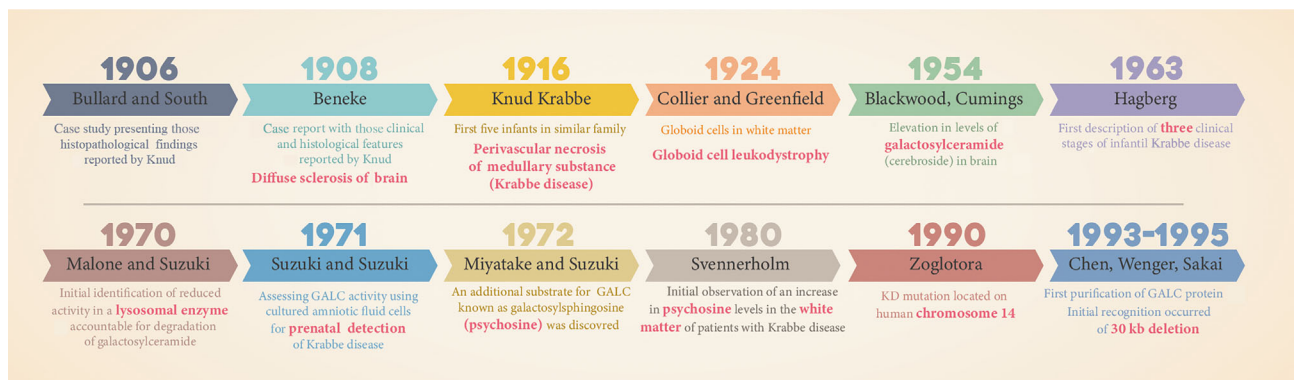 1906
Bullard and South
Case study presenting those
histopathological findings
reported by Knud
1908
Beneke
Case report with those clinical
and histological features
reported by Knud
Diffuse sclerosis of brain
1916
Knud Krabbe
First five infants in similar family
Perivascular necrosis
of medullary substance
(Krabbe disease)
1924
Collier and Greenfield
Globoid cells in white matter
Globoid cell leukodystrophy
1954
Blackwood, Cumings
Elevation in levels of
galactosylceramide
(cerebroside) in brain
1963
Hagberg
First description of three clinical
stages of infantil Krabbe disease
1970
Malone and Suzuki
Initial identification of reduced
activity in a lysosomal enzyme
accountable for degradation
of galactosylceramide
1971
Suzuki and Suzuki
Assessing GALC activity using
cultured amniotic fluid cells
for prenatal detection
of Krabbe disease
1972
Miyatake and Suzuki
An additional substrate for GALC
known as galactosylsphingosine
(psychosine) was discovred
1980
Svennerholm
Initial observation of an increase
in psychosine levels in the white
matter of patients with Krabbe disease
1990
Zoglotora
KD mutation located on
human chromosome 14
1993-1995
Chen, Wenger, Sakai
First purification of GALC protein
Initial recognition occurred
of 30 kb deletion